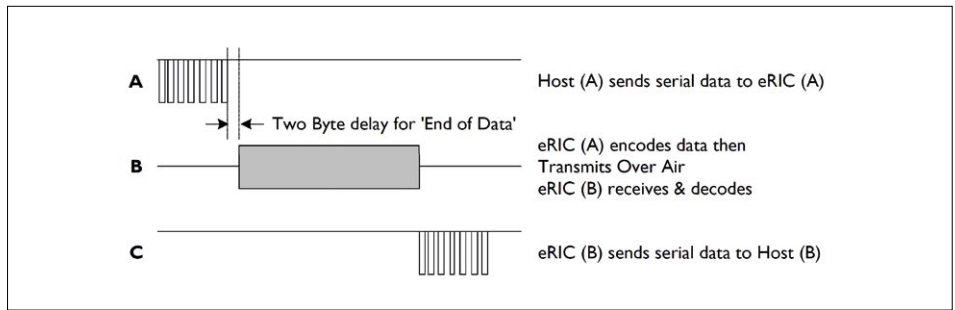 A
Host (A) sends serial data to eRIC (A)
Two Byte delay for 'End of Data'
B
eRIC (A) encodes data then
Transmits Over Air
eRIC (B) receives & decodes
C
eRIC (B) sends serial data to Host (B)